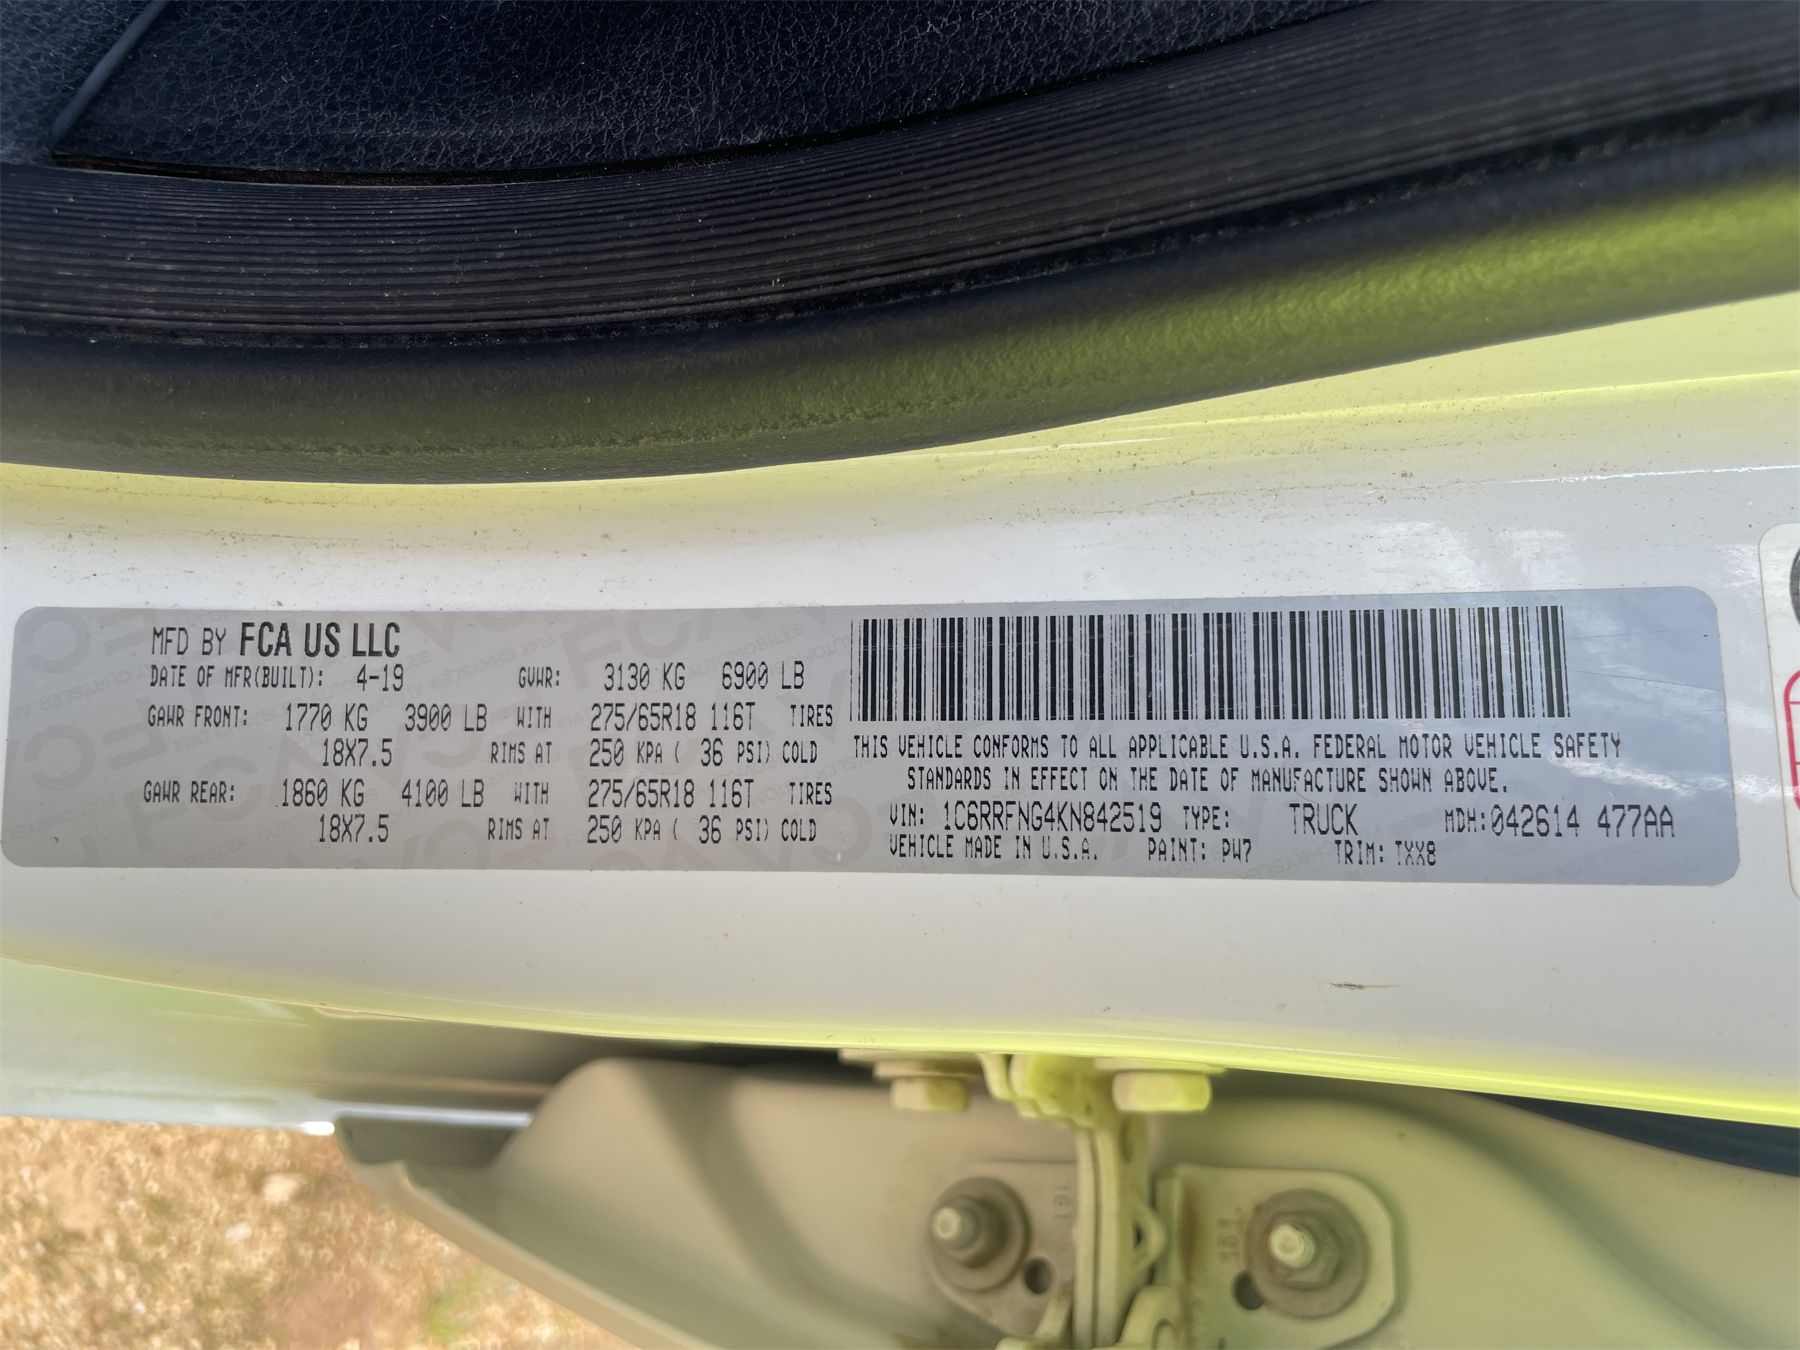 MFD BY FCA US LLC
DATE OF MFR(BUILT): 4-19 GVWR: 3130 KG 6900 LB
GAWR FRONT: 1770 KG 3900 LB WITH 275/65R18 116T TIRES
18X7.5 RIMS AT 250 KPA ( 36 PSI) COLD
GAWR REAR: 1860 KG 4100 LB WITH 275/65R18 116T TIRES
18X7.5 RIMS AT 250 KPA ( 36 PSI) COLD
THIS VEHICLE CONFORMS TO ALL APPLICABLE U.S.A. FEDERAL MOTOR VEHICLE SAFETY
STANDARDS IN EFFECT ON THE DATE OF MANUFACTURE SHOWN ABOVE.
VIN: 1C6RRFNG4KN842519 TYPE: TRUCK MDH:042614 477AA
VEHICLE MADE IN U.S.A. PAINT: PW7 TRIM: TXX8